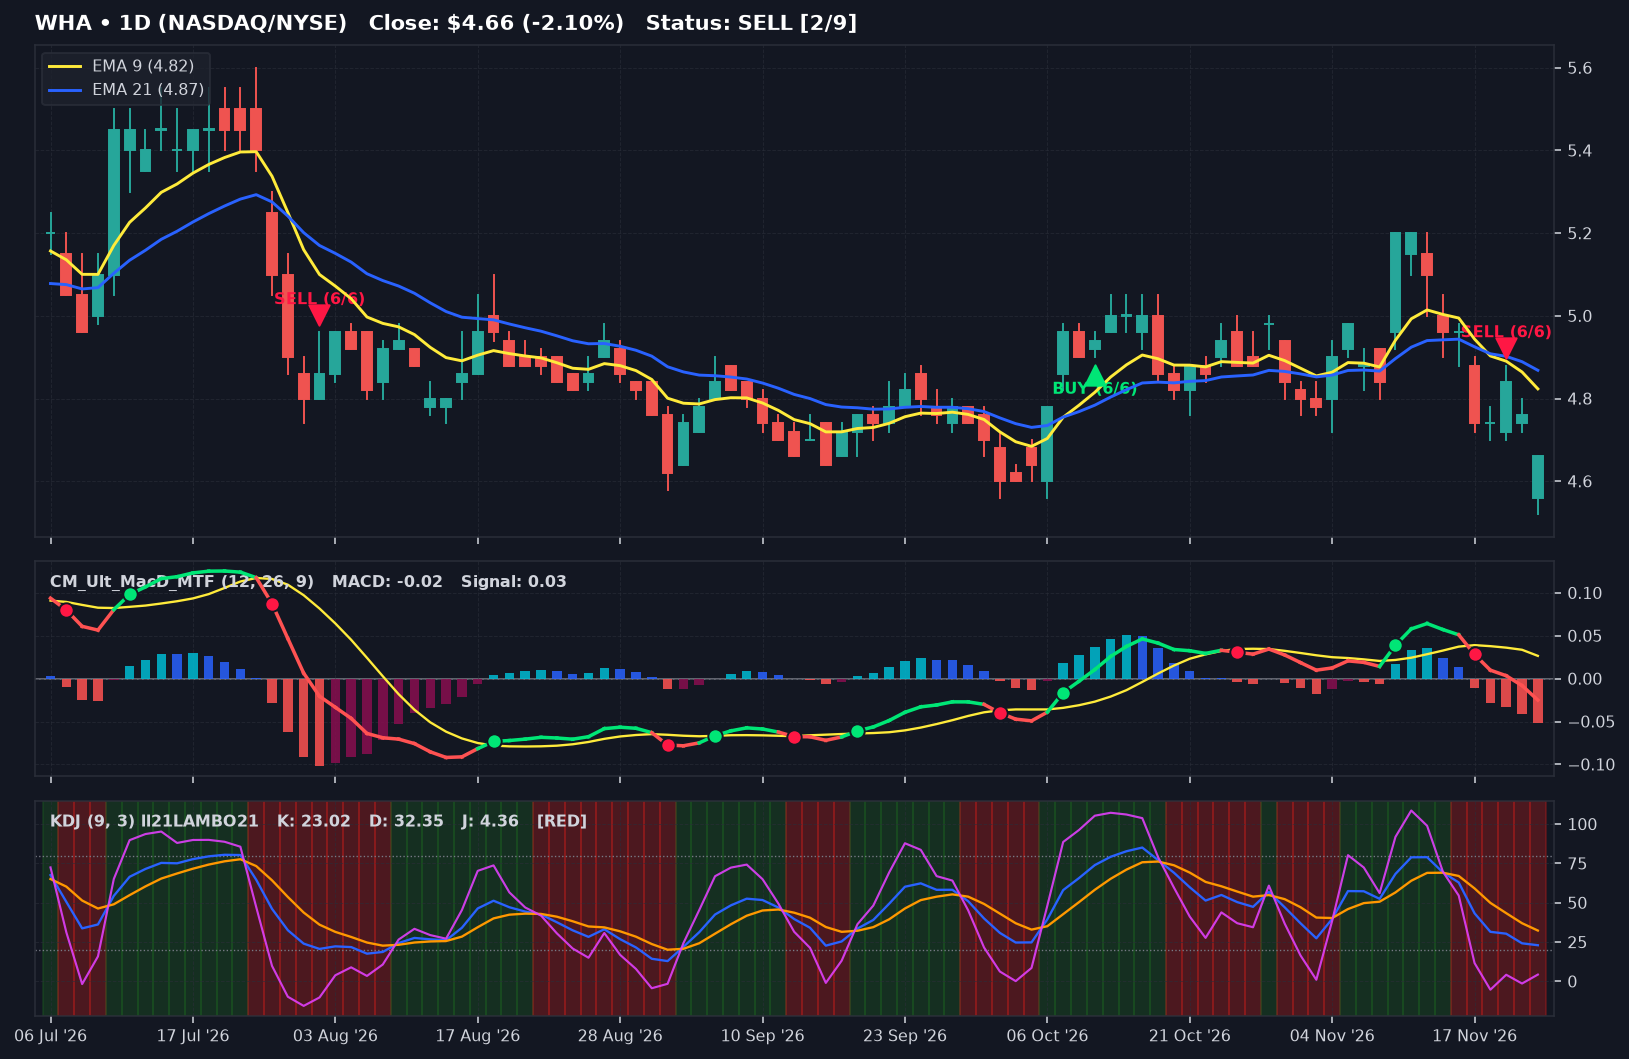 WHA • 1D (NASDAQ/NYSE)   Close: $4.66 (-2.10%)   Status: SELL [2/9]
EMA 9 (4.82)
EMA 21 (4.87)
5.6
5.4
5.2
5.0
4.8
4.6
SELL (6/6)
BUY (6/6)
SELL (6/6)
CM_Ult_MacD_MTF (12, 26, 9)   MACD: -0.02   Signal: 0.03
0.10
0.05
0.00
−0.05
−0.10
KDJ (9, 3) II21LAMBO21   K: 23.02   D: 32.35   J: 4.36   [RED]
100
75
50
25
0
06 Jul '26
17 Jul '26
03 Aug '26
17 Aug '26
28 Aug '26
10 Sep '26
23 Sep '26
06 Oct '26
21 Oct '26
04 Nov '26
17 Nov '26